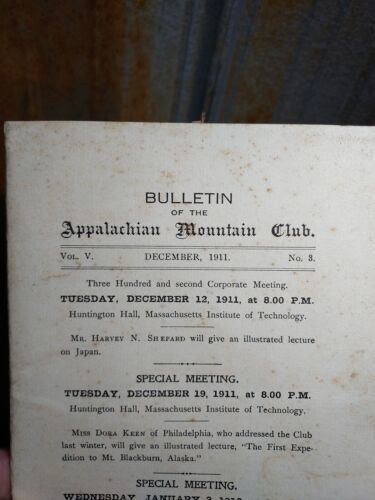 BULLETIN
OF THE
Appalachian Mountain Club.
VOL. V. DECEMBER, 1911. No. 3.
Three Hundred and second Corporate Meeting.
TUESDAY, DECEMBER 12, 1911, at 8.00 P.M.
Huntington Hall, Massachusetts Institute of Technology.
MR. HARVEY N. SHEPARD will give an illustrated lecture
on Japan.
SPECIAL MEETING.
TUESDAY, DECEMBER 19, 1911, at 8.00 P.M.
Huntington Hall, Massachusetts Institute of Technology.
MISS DORA KEEN of Philadelphia, who addressed the Club
last winter, will give an illustrated lecture, "The First Expe-
dition to Mt. Blackburn, Alaska."
SPECIAL MEETING.
WEDNESDAY, JANUARY 3, 1912,